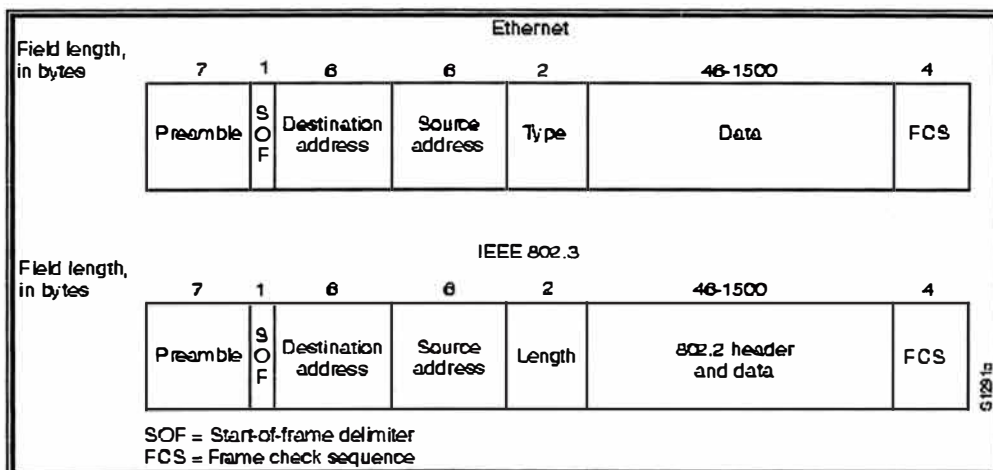 Ethernet
Field length,
in bytes
7 1 6 6 2 46-1500 4
Preamble
S
O
F
Destination
address
Source
address
Type
Data
FCS
IEEE 802.3
Field length,
in bytes
7 1 6 6 2 46-1500 4
Preamble
S
O
F
Destination
address
Source
address
Length
802.2 header
and data
FCS
SOF = Start-of-frame delimiter
FCS = Frame check sequence